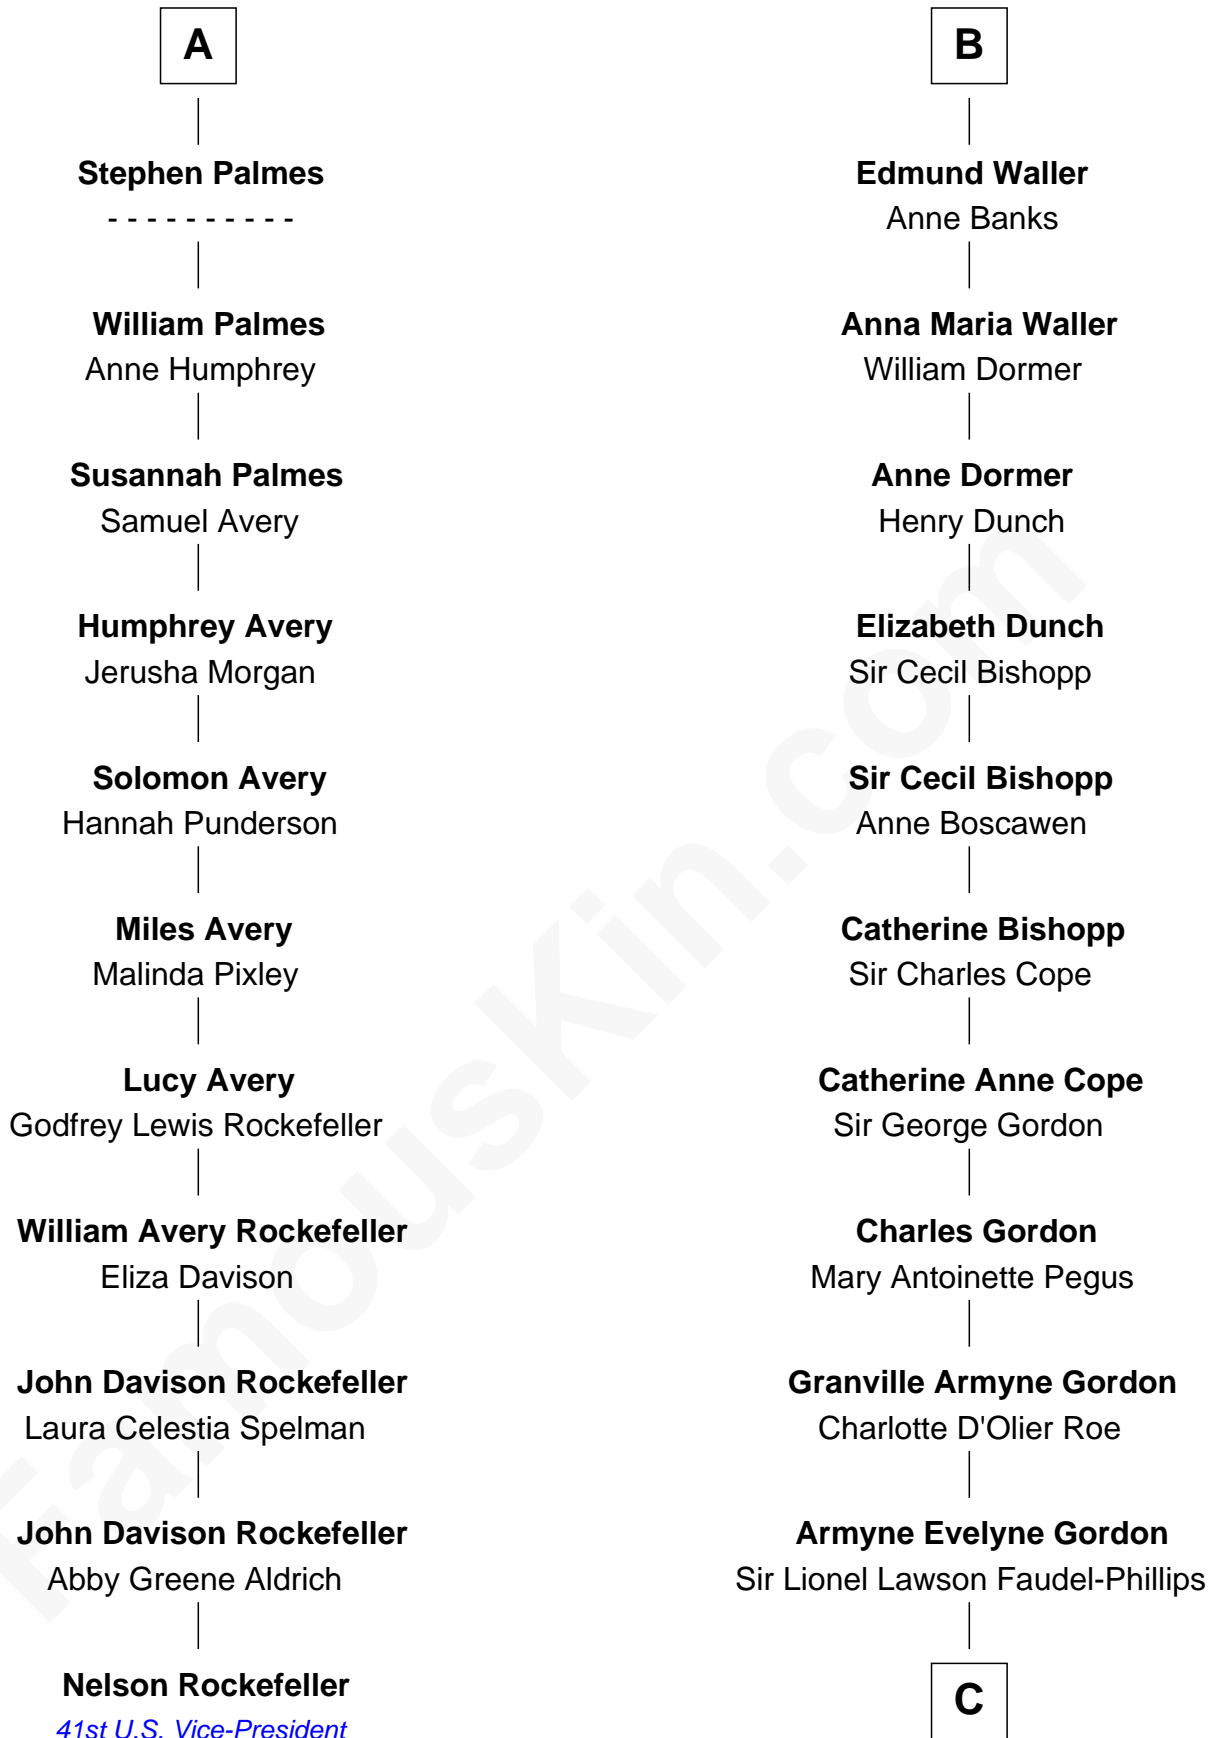 A
Stephen Palmes
- - - - - - - - - -
William Palmes
Anne Humphrey
Susannah Palmes
Samuel Avery
Humphrey Avery
Jerusha Morgan
Solomon Avery
Hannah Punderson
Miles Avery
Malinda Pixley
Lucy Avery
Godfrey Lewis Rockefeller
William Avery Rockefeller
Eliza Davison
John Davison Rockefeller
Laura Celestia Spelman
John Davison Rockefeller
Abby Greene Aldrich
Nelson Rockefeller
41st U.S. Vice-President
B
Edmund Waller
Anne Banks
Anna Maria Waller
William Dormer
Anne Dormer
Henry Dunch
Elizabeth Dunch
Sir Cecil Bishopp
Sir Cecil Bishopp
Anne Boscawen
Catherine Bishopp
Sir Charles Cope
Catherine Anne Cope
Sir George Gordon
Charles Gordon
Mary Antoinette Pegus
Granville Armyne Gordon
Charlotte D'Olier Roe
Armyne Evelyne Gordon
Sir Lionel Lawson Faudel-Phillips
C
FamousKin.com